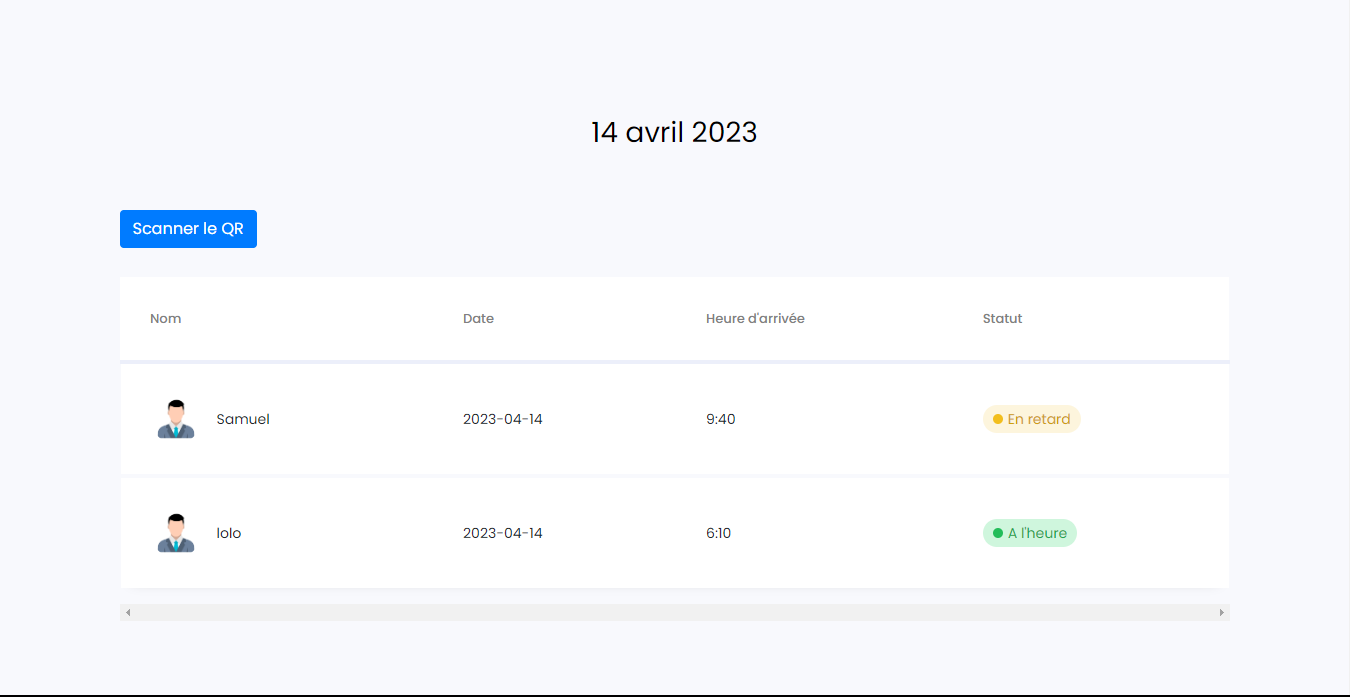 14 avril 2023
Scanner le QR
Nom Date Heure d'arrivée Statut
Samuel 2023-04-14 9:40 En retard
lolo 2023-04-14 6:10 A l'heure